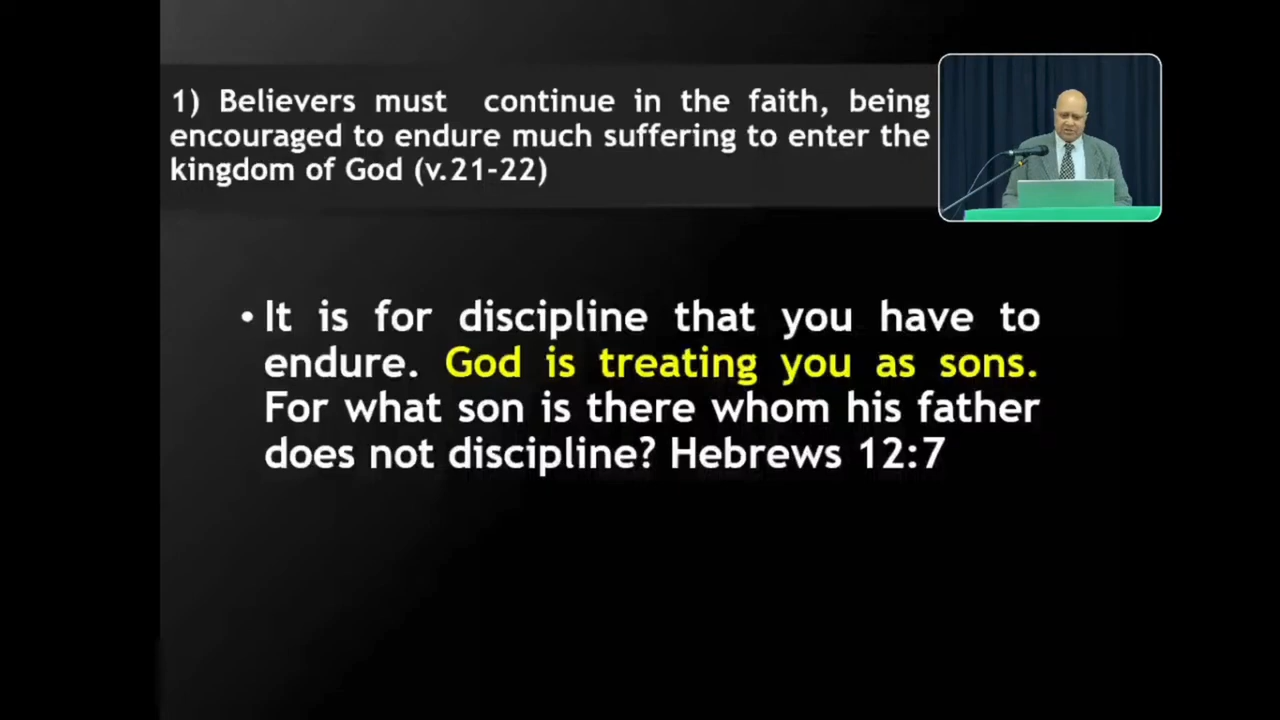 1) Believers must continue in the faith, being
encouraged to endure much suffering to enter the
kingdom of God (v.21-22)
• It is for discipline that you have to
endure. God is treating you as sons.
For what son is there whom his father
does not discipline? Hebrews 12:7